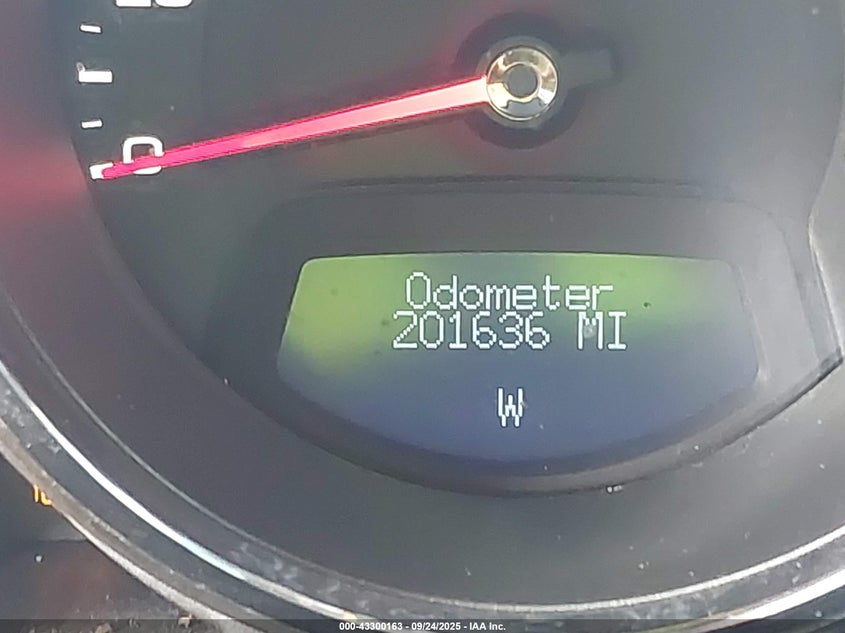 0
Odometer
201636 MI
W
000-43300163 - 09/24/2025 - IAA Inc.